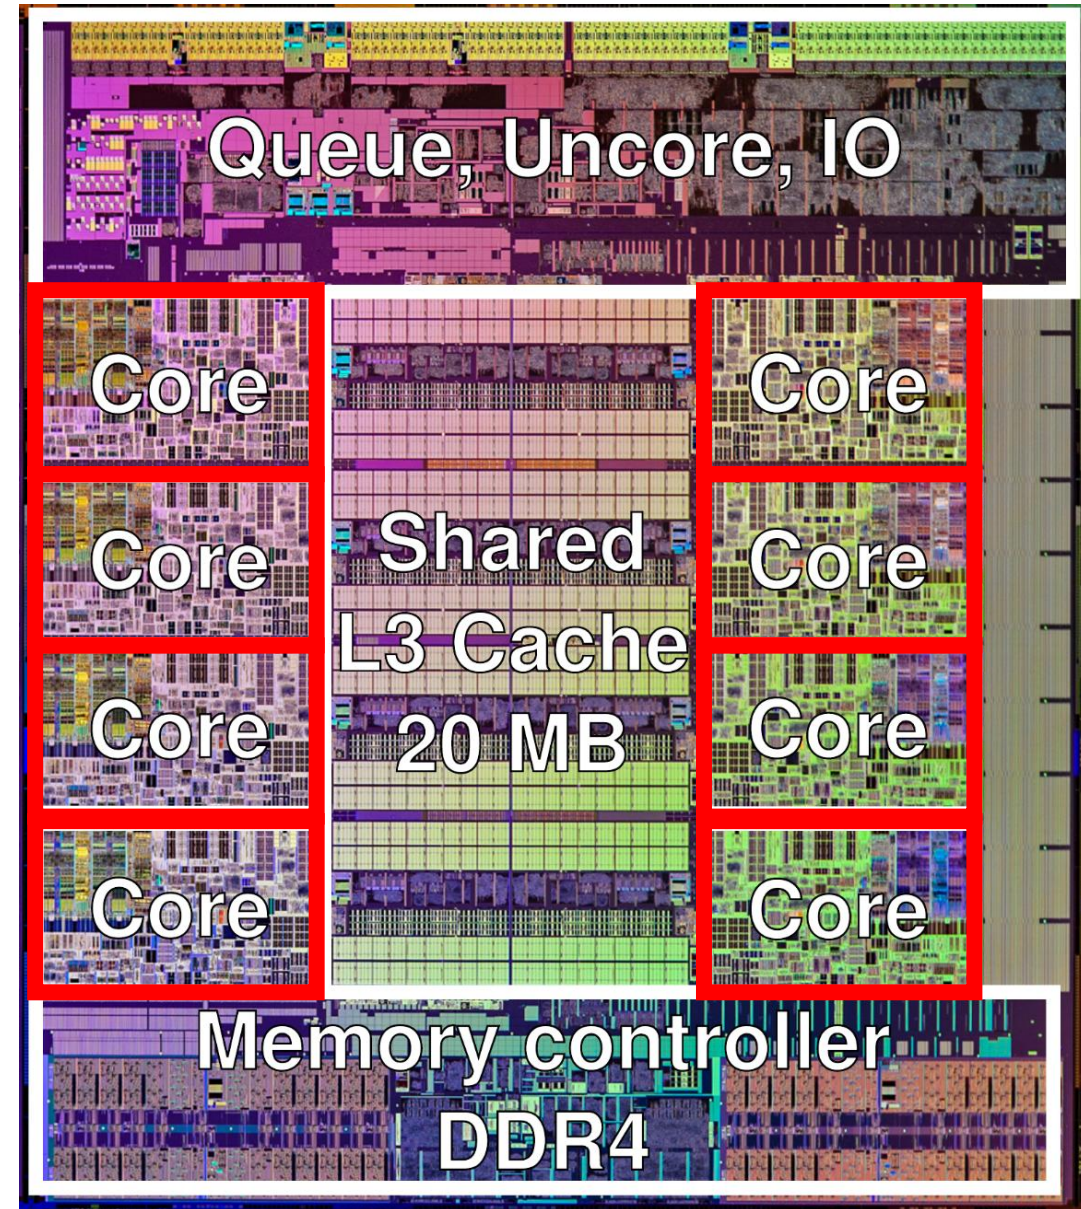 Queue, Uncore, IO
Core
Core
Core
Core
Shared
L3 Cache
20 MB
Core
Core
Core
Core
Memory controller
DDR4